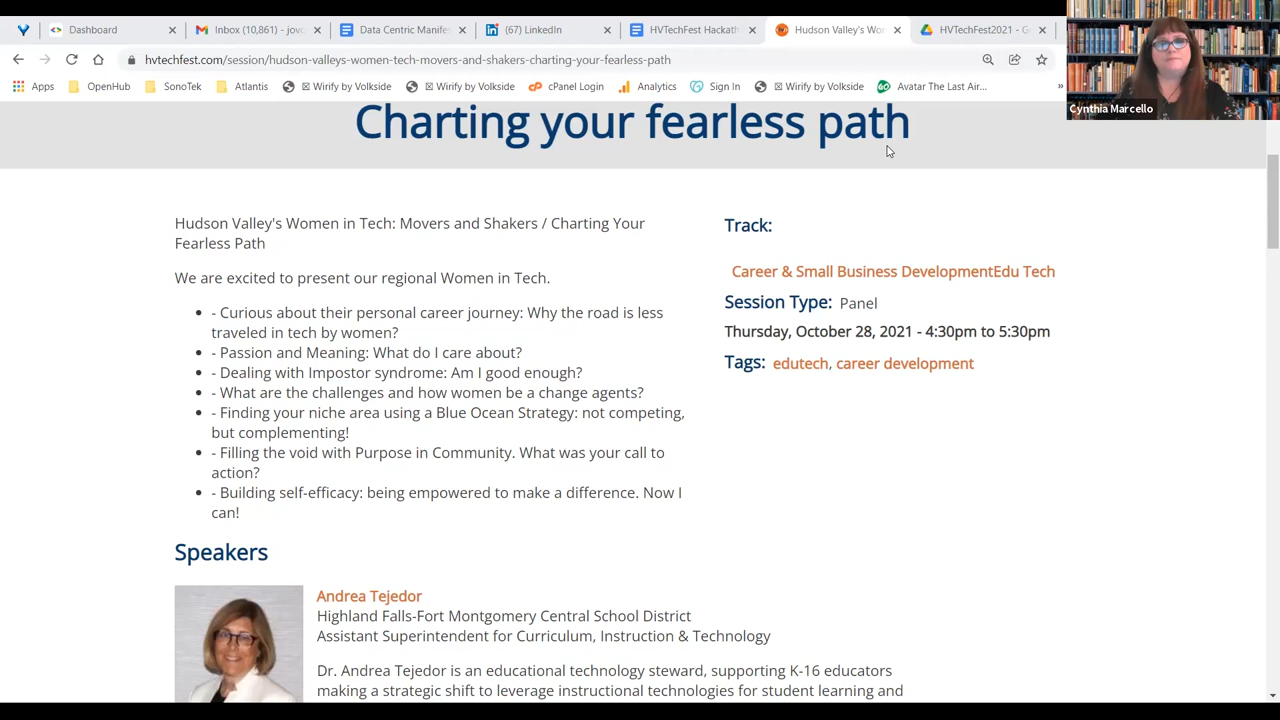 Dashboard
Inbox (10,861) - jovc
Data Centric Manifes
(67) LinkedIn
HVTechFest Hackath
Hudson Valley's Wo
HVTechFest2021 - G
hvtechfest.com/session/hudson-valleys-women-tech-movers-and-shakers-charting-your-fearless-path
Apps
OpenHub
SonoTek
Atlantis
Wirify by Volkside
Wirify by Volkside
cPanel Login
Analytics
Sign In
Wirify by Volkside
Avatar The Last Air...
»
Cynthia Marcello
Charting your fearless path
Hudson Valley's Women in Tech: Movers and Shakers / Charting Your
Fearless Path
We are excited to present our regional Women in Tech.
- Curious about their personal career journey: Why the road is less
traveled in tech by women?
- Passion and Meaning: What do I care about?
- Dealing with Impostor syndrome: Am I good enough?
- What are the challenges and how women be a change agents?
- Finding your niche area using a Blue Ocean Strategy: not competing,
but complementing!
- Filling the void with Purpose in Community. What was your call to
action?
- Building self-efficacy: being empowered to make a difference. Now I
can!
Track:
Career & Small Business DevelopmentEdu Tech
Session Type: Panel
Thursday, October 28, 2021 - 4:30pm to 5:30pm
Tags: edutech, career development
Speakers
Andrea Tejedor
Highland Falls-Fort Montgomery Central School District
Assistant Superintendent for Curriculum, Instruction & Technology
Dr. Andrea Tejedor is an educational technology steward, supporting K-16 educators
making a strategic shift to leverage instructional technologies for student learning and